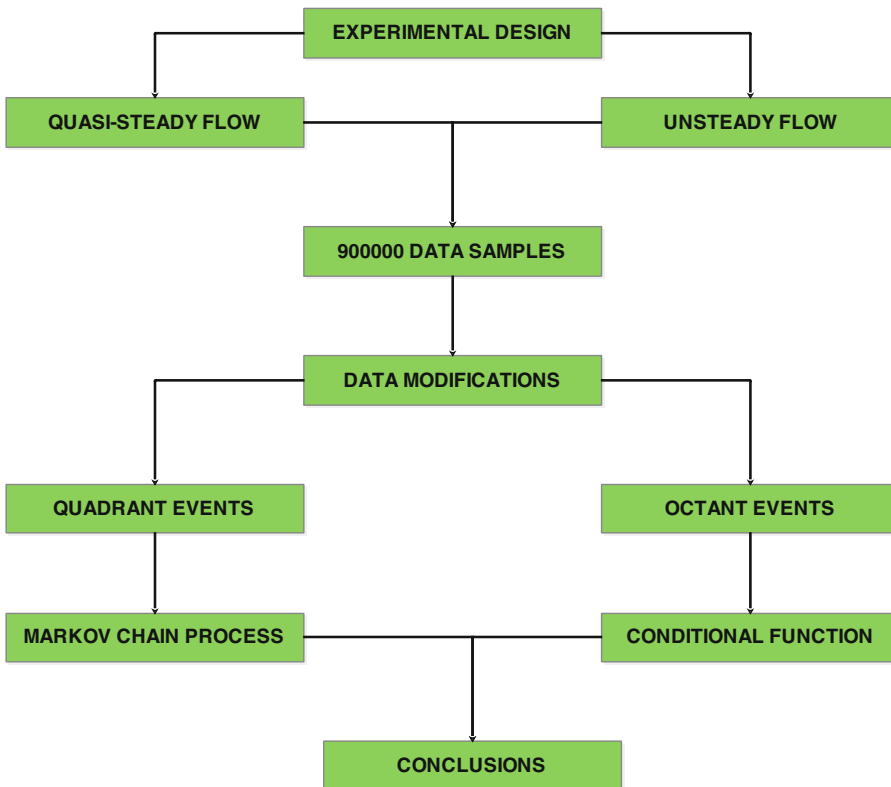 EXPERIMENTAL DESIGN
QUASI-STEADY FLOW
UNSTEADY FLOW
900000 DATA SAMPLES
DATA MODIFICATIONS
QUADRANT EVENTS
OCTANT EVENTS
MARKOV CHAIN PROCESS
CONDITIONAL FUNCTION
CONCLUSIONS